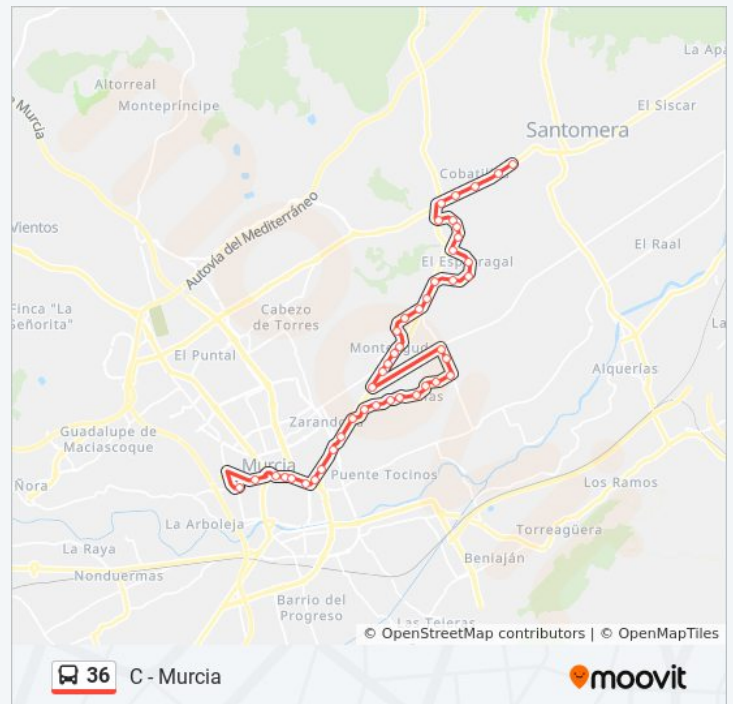 La Apa
Altorreal
Montepríncipe
El Siscar
Santomera
Murcia
Cobatillas
Autovía del Mediterráneo
Vientos
El Raal
El Esparragal
Finca "La
Señorita"
Cabezo
de Torres
La
El Puntal
Monteagudo
Alquerías
Zarandona
Guadalupe de
Maciascoque
Murcia
Puente Tocinos
Ñora
Los Ramos
La Arboleja
Torreagüera
La Raya
Beniaján
Nonduermas
Barrio del
Progreso
Las Tejeras
© OpenStreetMap contributors | © OpenMapTiles
36 C - Murcia
moovit